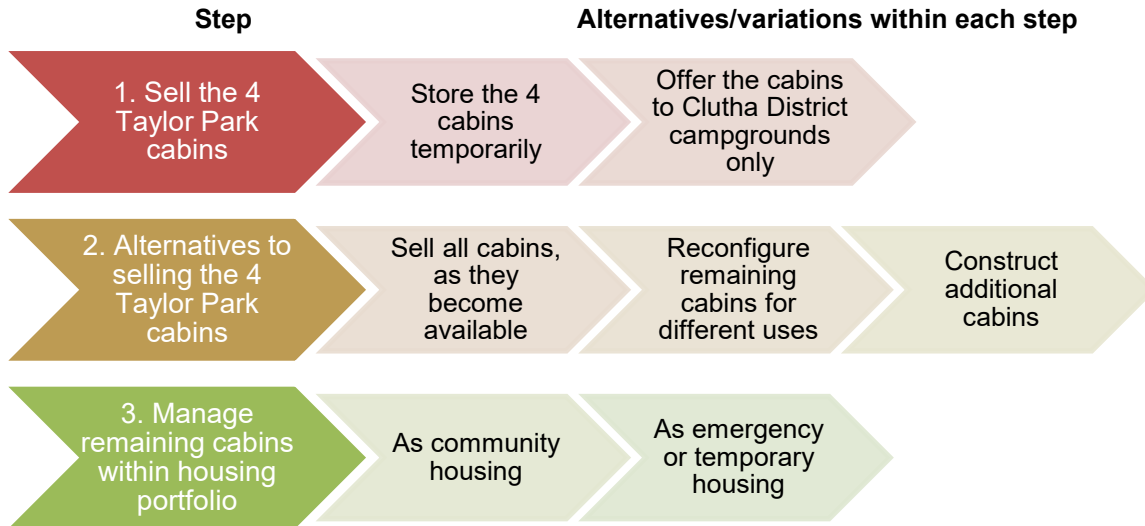 Step
Alternatives/variations within each step
1. Sell the 4
Taylor Park
cabins
Store the 4
cabins
temporarily
Offer the cabins
to Clutha District
campgrounds
only
2. Alternatives to
selling the 4
Taylor Park
cabins
Sell all cabins,
as they
become
available
Reconfigure
remaining
cabins for
different uses
Construct
additional
cabins
3. Manage
remaining cabins
within housing
portfolio
As community
housing
As emergency
or temporary
housing